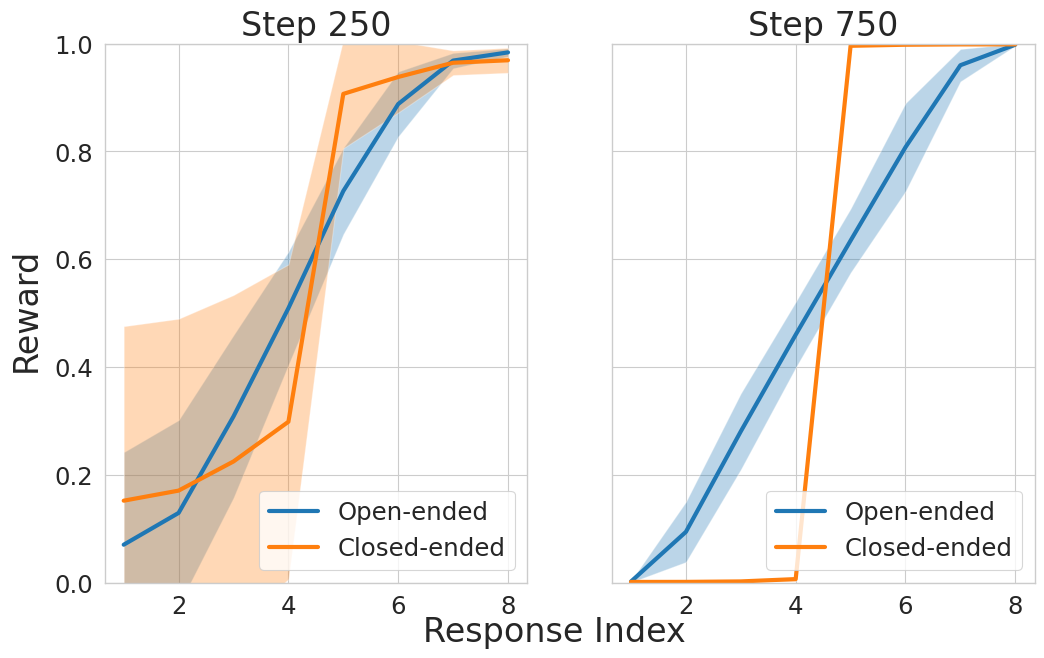 Step 250
Step 750
Reward
1.0
0.8
0.6
0.4
0.2
0.0
Open-ended
Closed-ended
Open-ended
Closed-ended
2 4 6 8
2 4 6 8
Response Index